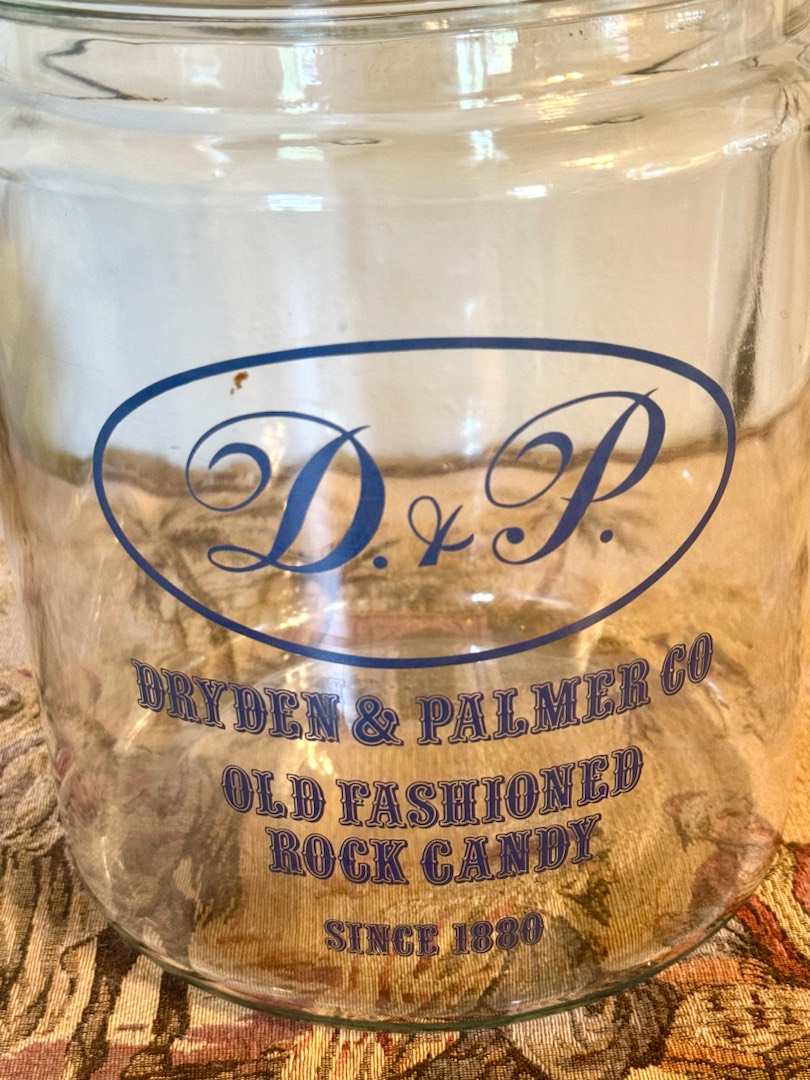 D. & P.
DRYDEN & PALMER CO
OLD FASHIONED
ROCK CANDY
SINCE 1880